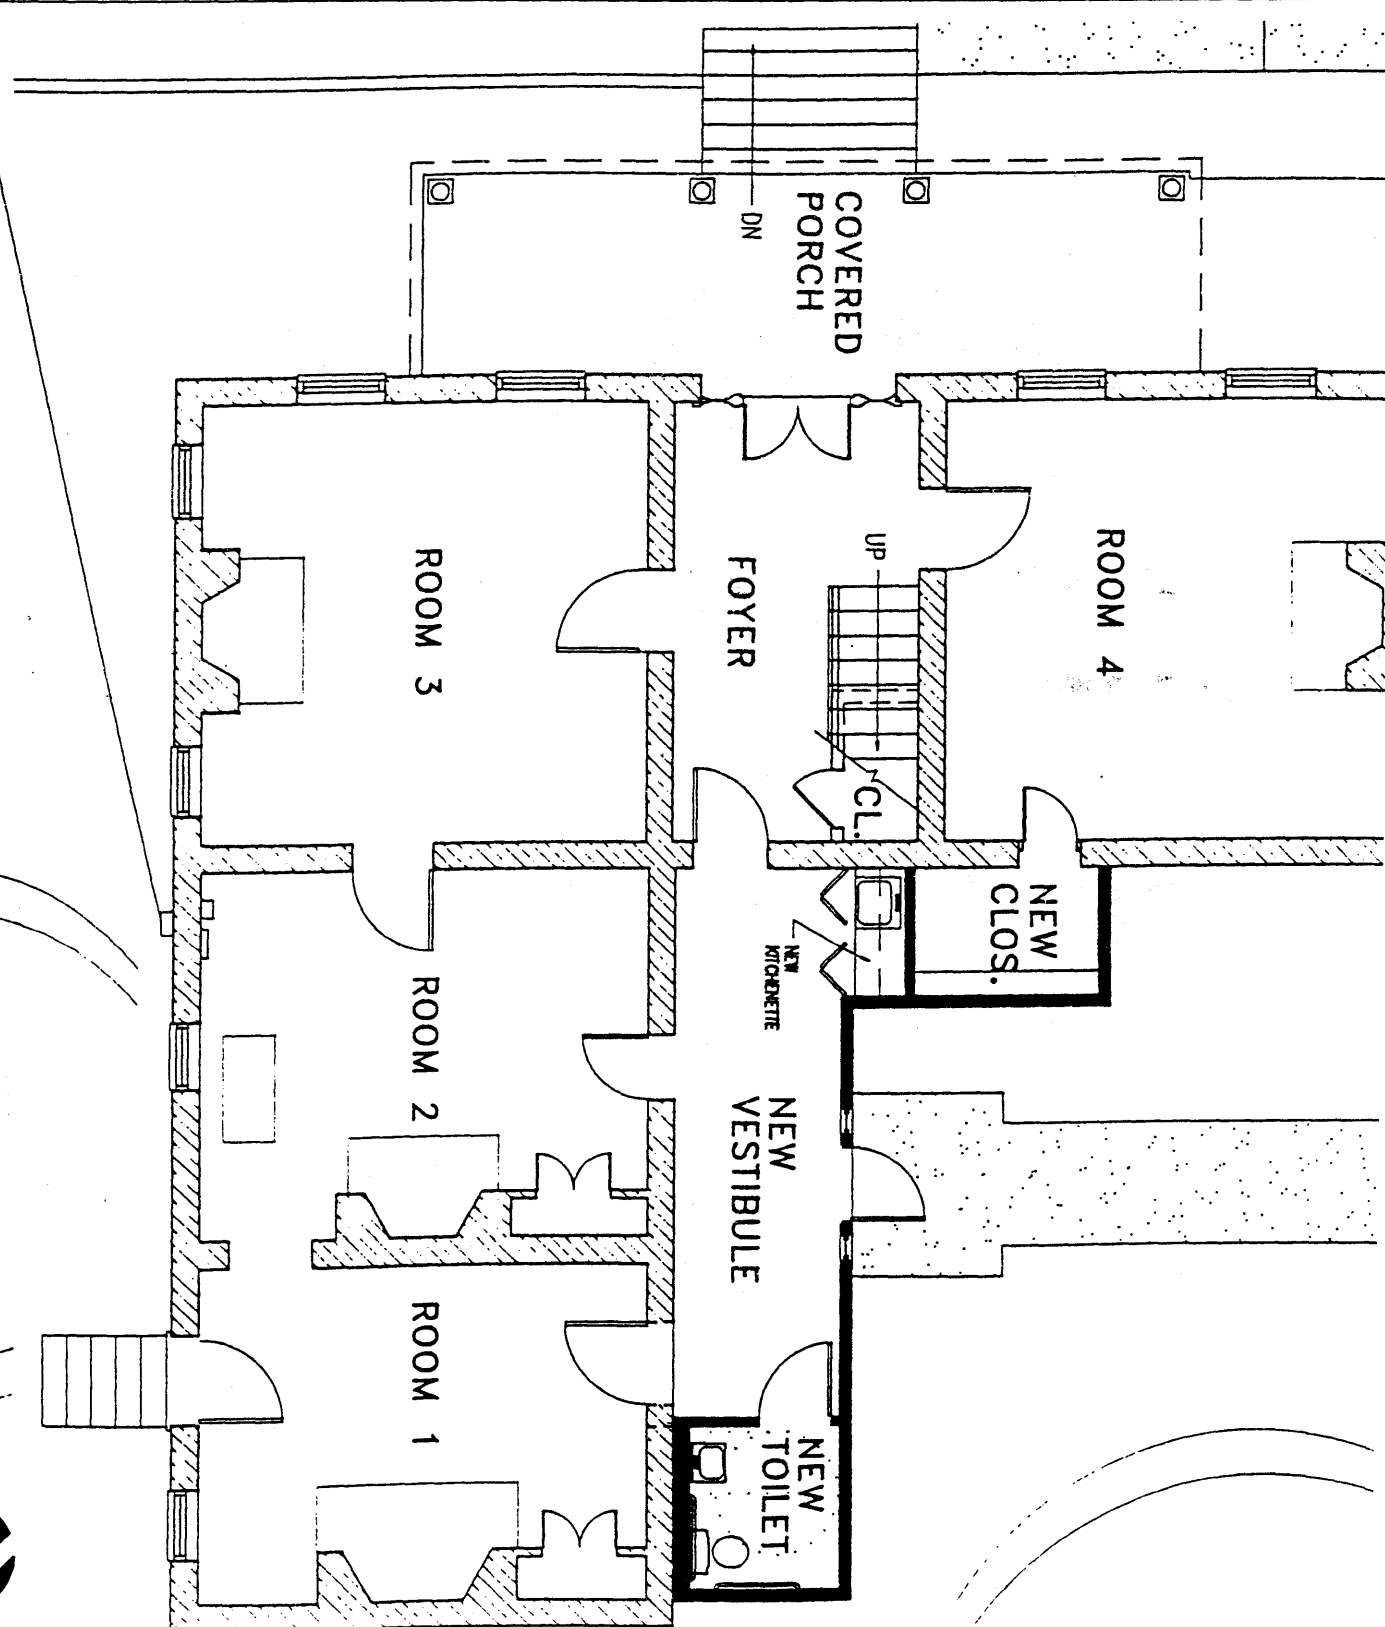 COVERED
PORCH
DN
ROOM 3
FOYER
UP
ROOM 4
CL.
NEW
CLOS.
NEW
KITCHENETTE
ROOM 2
NEW
VESTIBULE
ROOM 1
NEW
TOILET